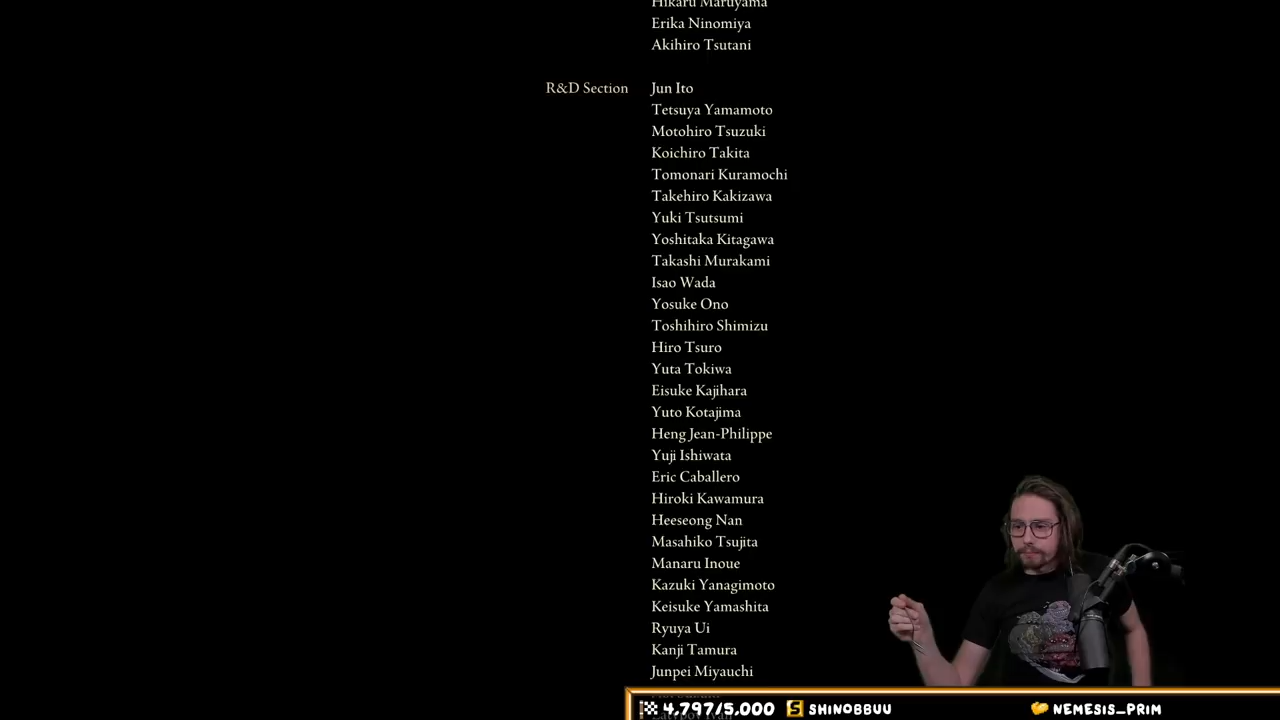 Hikaru Maruyama
Erika Ninomiya
Akihiro Tsutani
R&D Section Jun Ito
Tetsuya Yamamoto
Motohiro Tsuzuki
Koichiro Takita
Tomonari Kuramochi
Takehiro Kakizawa
Yuki Tsutsumi
Yoshitaka Kitagawa
Takashi Murakami
Isao Wada
Yosuke Ono
Toshihiro Shimizu
Hiro Tsuro
Yuta Tokiwa
Eisuke Kajihara
Yuto Kotajima
Heng Jean-Philippe
Yuji Ishiwata
Eric Caballero
Hiroki Kawamura
Heeseong Nan
Masahiko Tsujita
Manaru Inoue
Kazuki Yanagimoto
Keisuke Yamashita
Ryuya Ui
Kanji Tamura
Junpei Miyauchi
4,797/5,000 S SHINOBBUU NEMESIS_PRIM